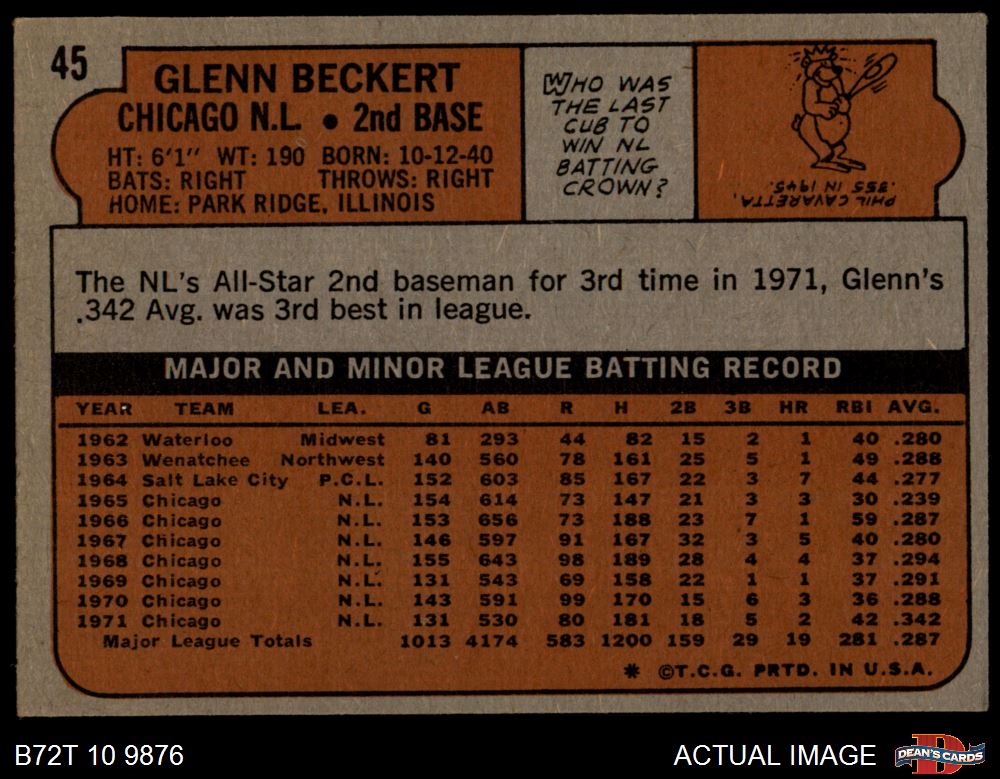 45
GLENN BECKERT
CHICAGO N.L. • 2nd BASE
HT: 6'1" WT: 190 BORN: 10-12-40
BATS: RIGHT THROWS: RIGHT
HOME: PARK RIDGE, ILLINOIS
WHO WAS
THE LAST
CUB TO
WIN NL
BATTING
CROWN?
PHIL CAVARETTA,
.355 IN 1945.
The NL's All-Star 2nd baseman for 3rd time in 1971, Glenn's
.342 Avg. was 3rd best in league.
MAJOR AND MINOR LEAGUE BATTING RECORD
YEAR TEAM LEA. G AB R H 2B 3B HR RBI AVG.
1962 Waterloo Midwest 81 293 44 82 15 2 1 40 .280
1963 Wenatchee Northwest 140 560 78 161 25 5 1 49 .288
1964 Salt Lake City P.C.L. 152 603 85 167 22 3 7 44 .277
1965 Chicago N.L. 154 614 73 147 21 3 3 30 .239
1966 Chicago N.L. 153 656 73 188 23 7 1 59 .287
1967 Chicago N.L. 146 597 91 167 32 3 5 40 .280
1968 Chicago N.L. 155 643 98 189 28 4 4 37 .294
1969 Chicago N.L. 131 543 69 158 22 1 1 37 .291
1970 Chicago N.L. 143 591 99 170 15 6 3 36 .288
1971 Chicago N.L. 131 530 80 181 18 5 2 42 .342
Major League Totals 1013 4174 583 1200 159 29 19 281 .287
* ©T.C.G. PRTD. IN U.S.A.
B72T 10 9876 ACTUAL IMAGE DEAN'S CARDS